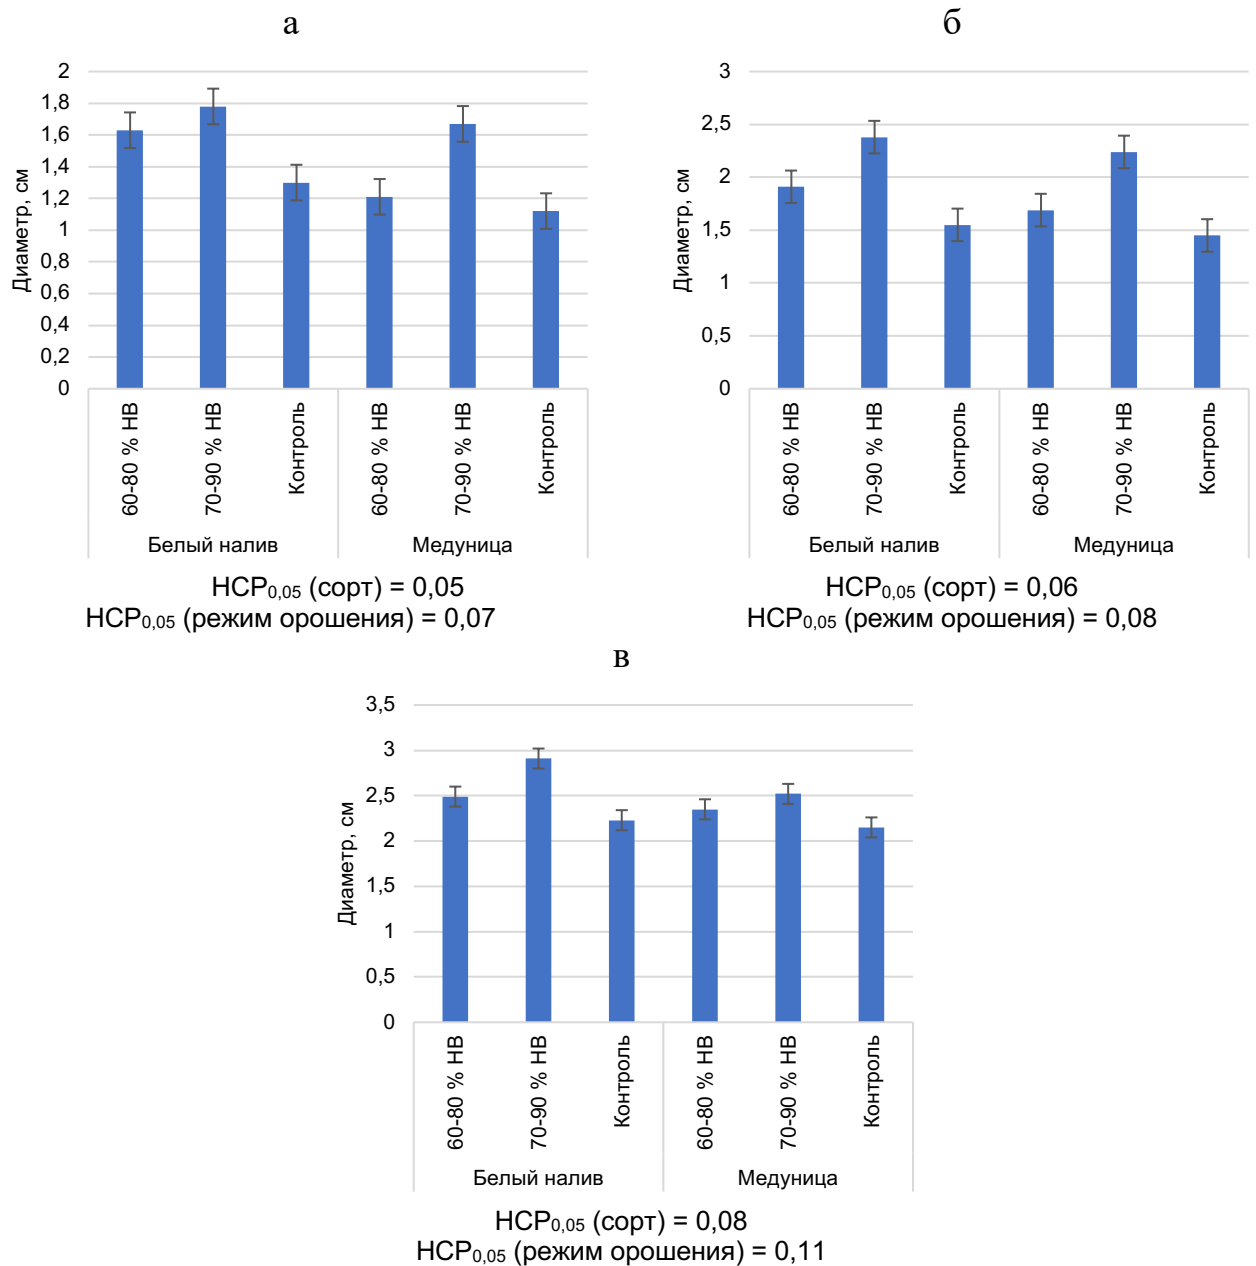 а
2
1,8
1,6
1,4
1,2
1
0,8
0,6
0,4
0,2
0
Диаметр, см
60-80 % НВ
70-90 % НВ
Контроль
60-80 % НВ
70-90 % НВ
Контроль
Белый налив
Медуница
НСР0,05 (сорт) = 0,05
НСР0,05 (режим орошения) = 0,07
б
3
2,5
2
1,5
1
0,5
0
Диаметр, см
60-80 % НВ
70-90 % НВ
Контроль
60-80 % НВ
70-90 % НВ
Контроль
Белый налив
Медуница
НСР0,05 (сорт) = 0,06
НСР0,05 (режим орошения) = 0,08
в
3,5
3
2,5
2
1,5
1
0,5
0
Диаметр, см
60-80 % НВ
70-90 % НВ
Контроль
60-80 % НВ
70-90 % НВ
Контроль
Белый налив
Медуница
НСР0,05 (сорт) = 0,08
НСР0,05 (режим орошения) = 0,11